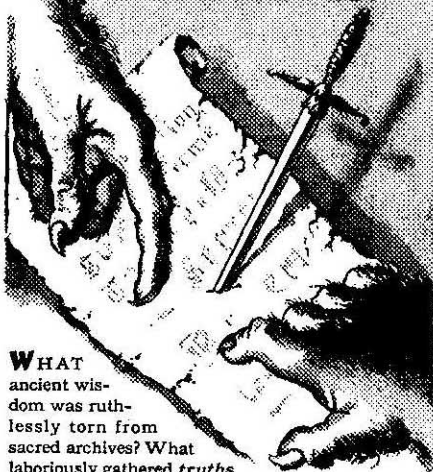 WHAT
ancient wis-
dom was ruth-
lessly torn from
sacred archives? What
laboriously gathered truths